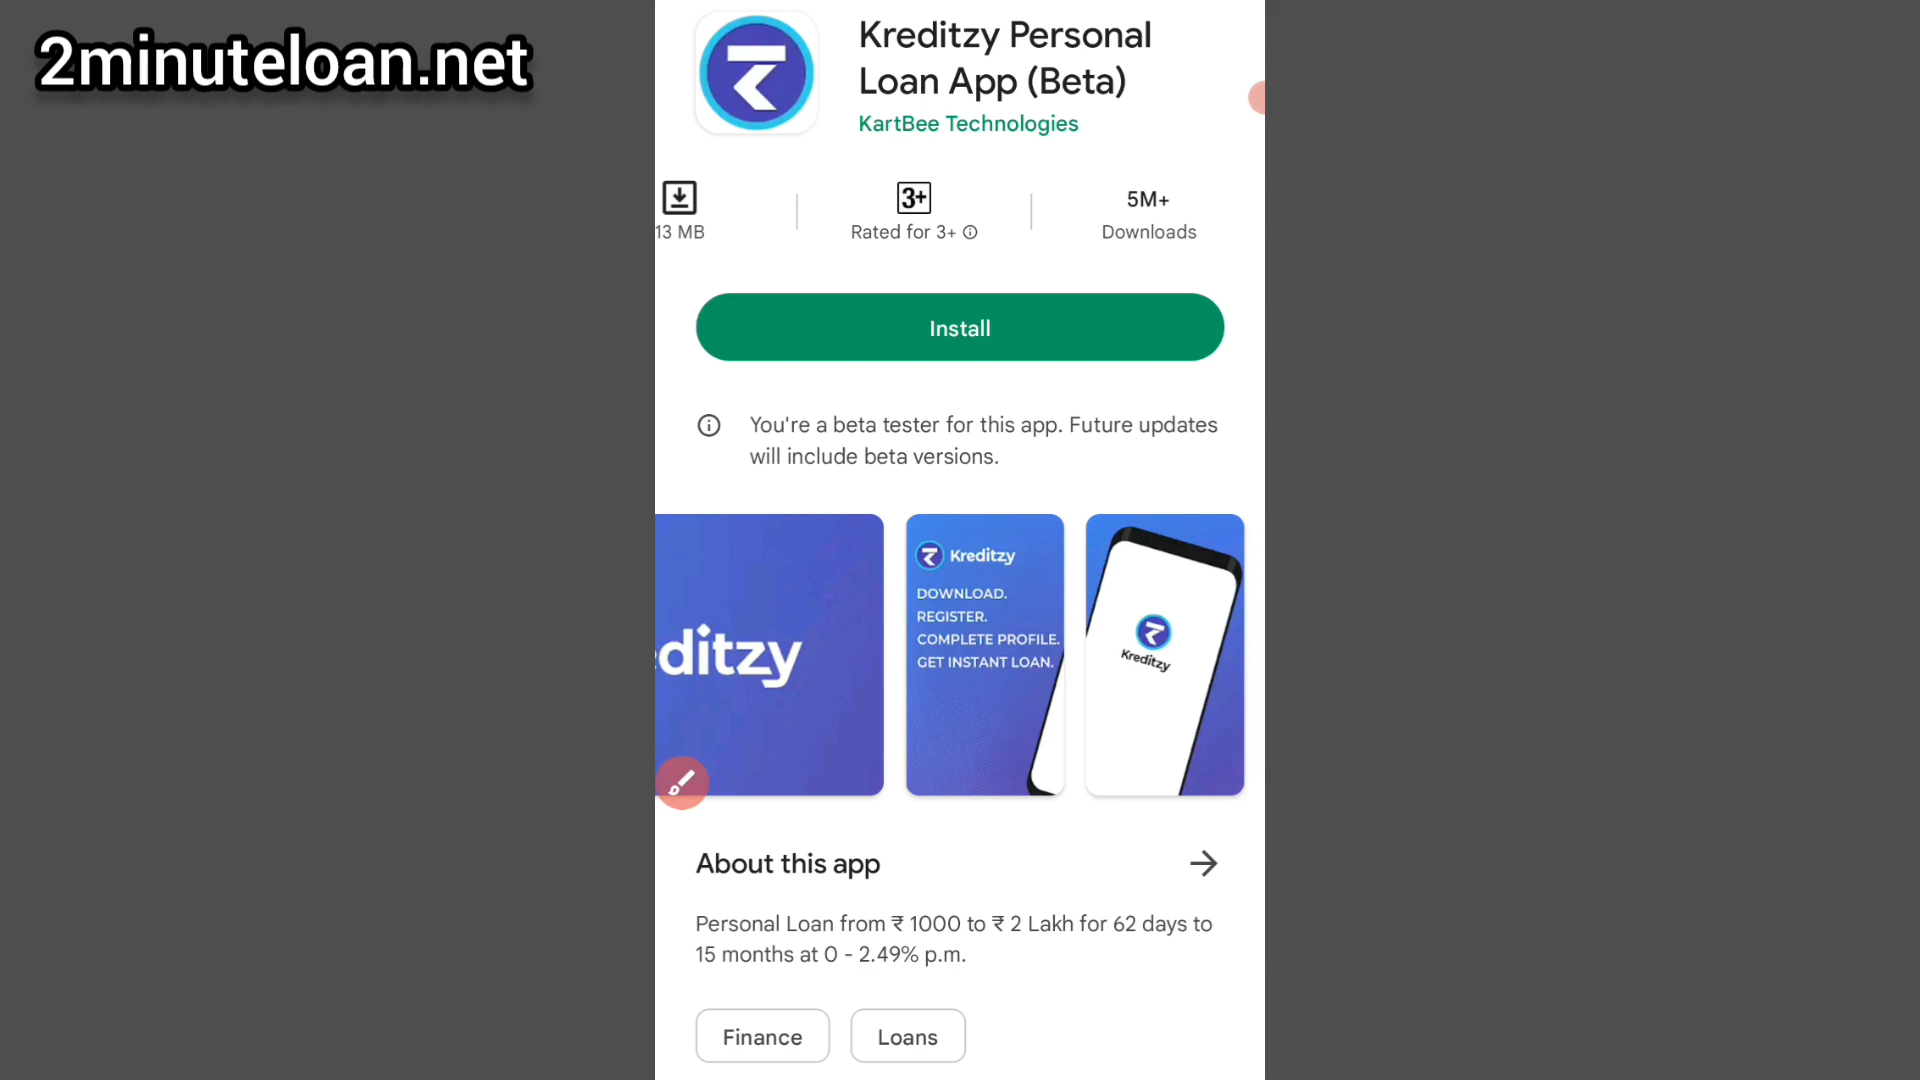 2minuteloan.net
Kreditzy Personal
Loan App (Beta)
KartBee Technologies
13 MB
3+
Rated for 3+
5M+
Downloads
Install
You're a beta tester for this app. Future updates
will include beta versions.
ditzy
Kreditzy
DOWNLOAD.
REGISTER.
COMPLETE PROFILE.
GET INSTANT LOAN.
Kreditzy
About this app
Personal Loan from ₹ 1000 to ₹ 2 Lakh for 62 days to
15 months at 0 - 2.49% p.m.
Finance
Loans